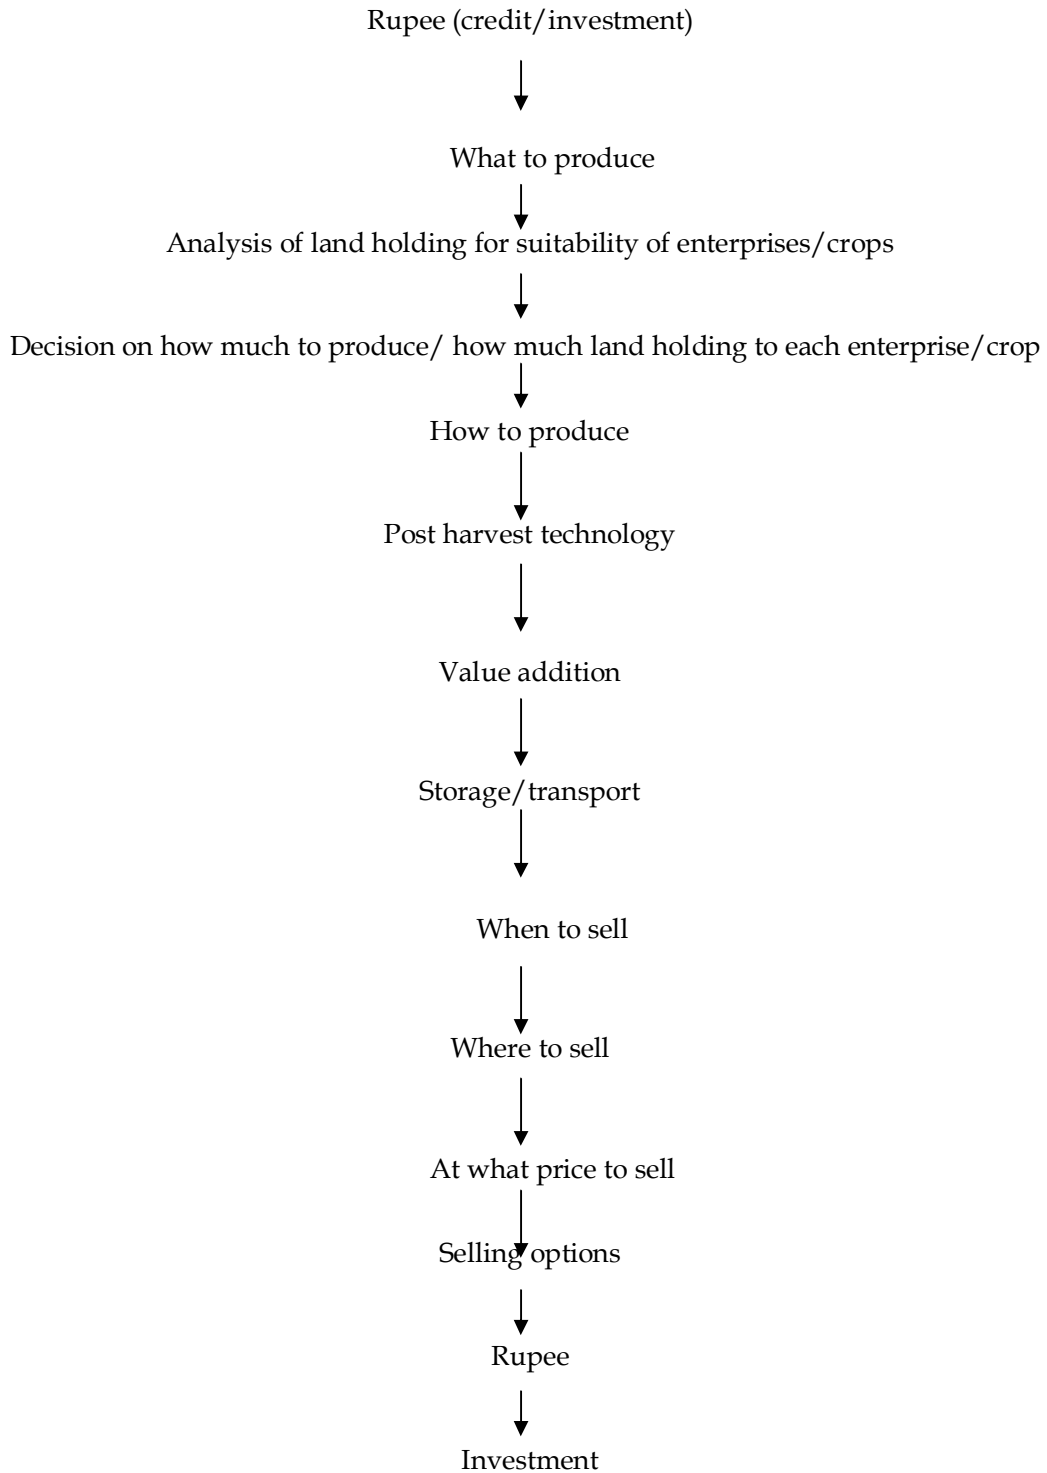 Rupee (credit/investment)
What to produce
Analysis of land holding for suitability of enterprises/crops
Decision on how much to produce/ how much land holding to each enterprise/crop
How to produce
Post harvest technology
Value addition
Storage/transport
When to sell
Where to sell
At what price to sell
Selling options
Rupee
Investment